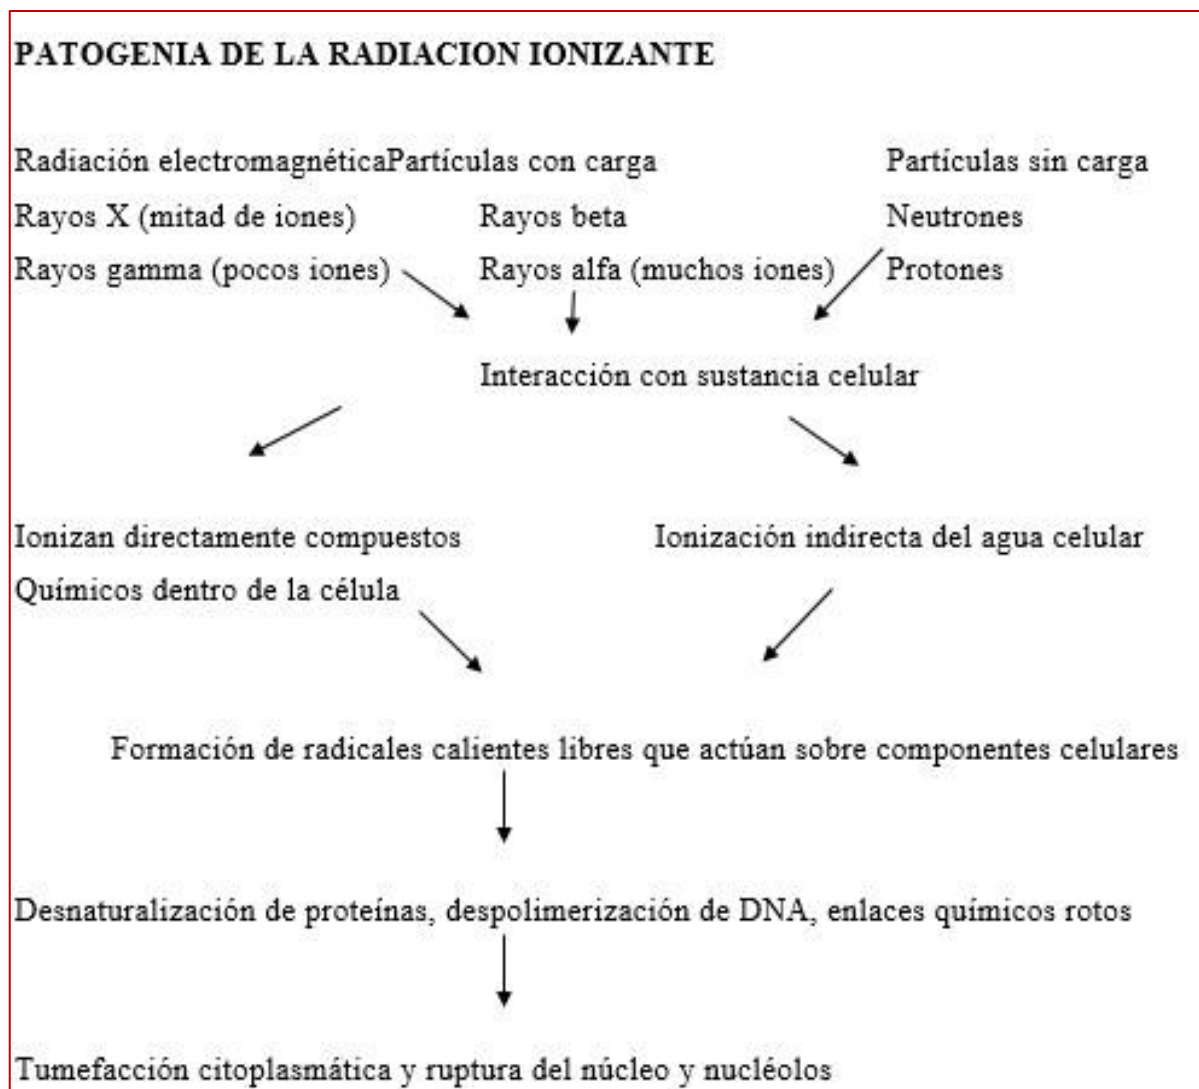 PATOGENIA DE LA RADIACION IONIZANTE
Radiación electromagnéticaPartículas con carga Partículas sin carga
Rayos X (mitad de iones) Rayos beta Neutrones
Rayos gamma (pocos iones) Rayos alfa (muchos iones) Protones
Interacción con sustancia celular
Ionizan directamente compuestos Ionización indirecta del agua celular
Químicos dentro de la célula
Formación de radicales calientes libres que actúan sobre componentes celulares
Desnaturalización de proteínas, despolimerización de DNA, enlaces químicos rotos
Tumefacción citoplasmática y ruptura del núcleo y nucléolos